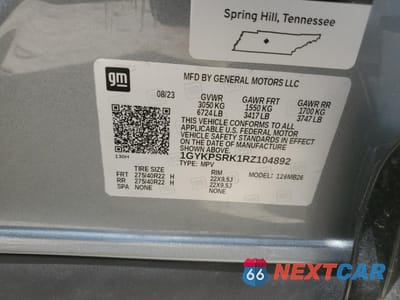 Spring Hill, Tennessee
gm
MFD BY GENERAL MOTORS LLC
08/23 GVWR GAWR FRT GAWR RR
3050 KG 1550 KG 1700 KG
6724 LB 3417 LB 3747 LB
THIS VEHICLE CONFORMS TO ALL
APPLICABLE U.S. FEDERAL MOTOR
VEHICLE SAFETY STANDARDS IN EFFECT
ON THE DATE OF MANUFACTURE
SHOWN ABOVE.
130H
1GYKPSRK1RZ104892
TYPE: MPV MODEL: 126MB26
TIRE SIZE RIM
FRT 275/40R22 H 22X9.5J
RR 275/40R22 H 22X9.5J
SPA NONE NONE
66 NEXTCAR